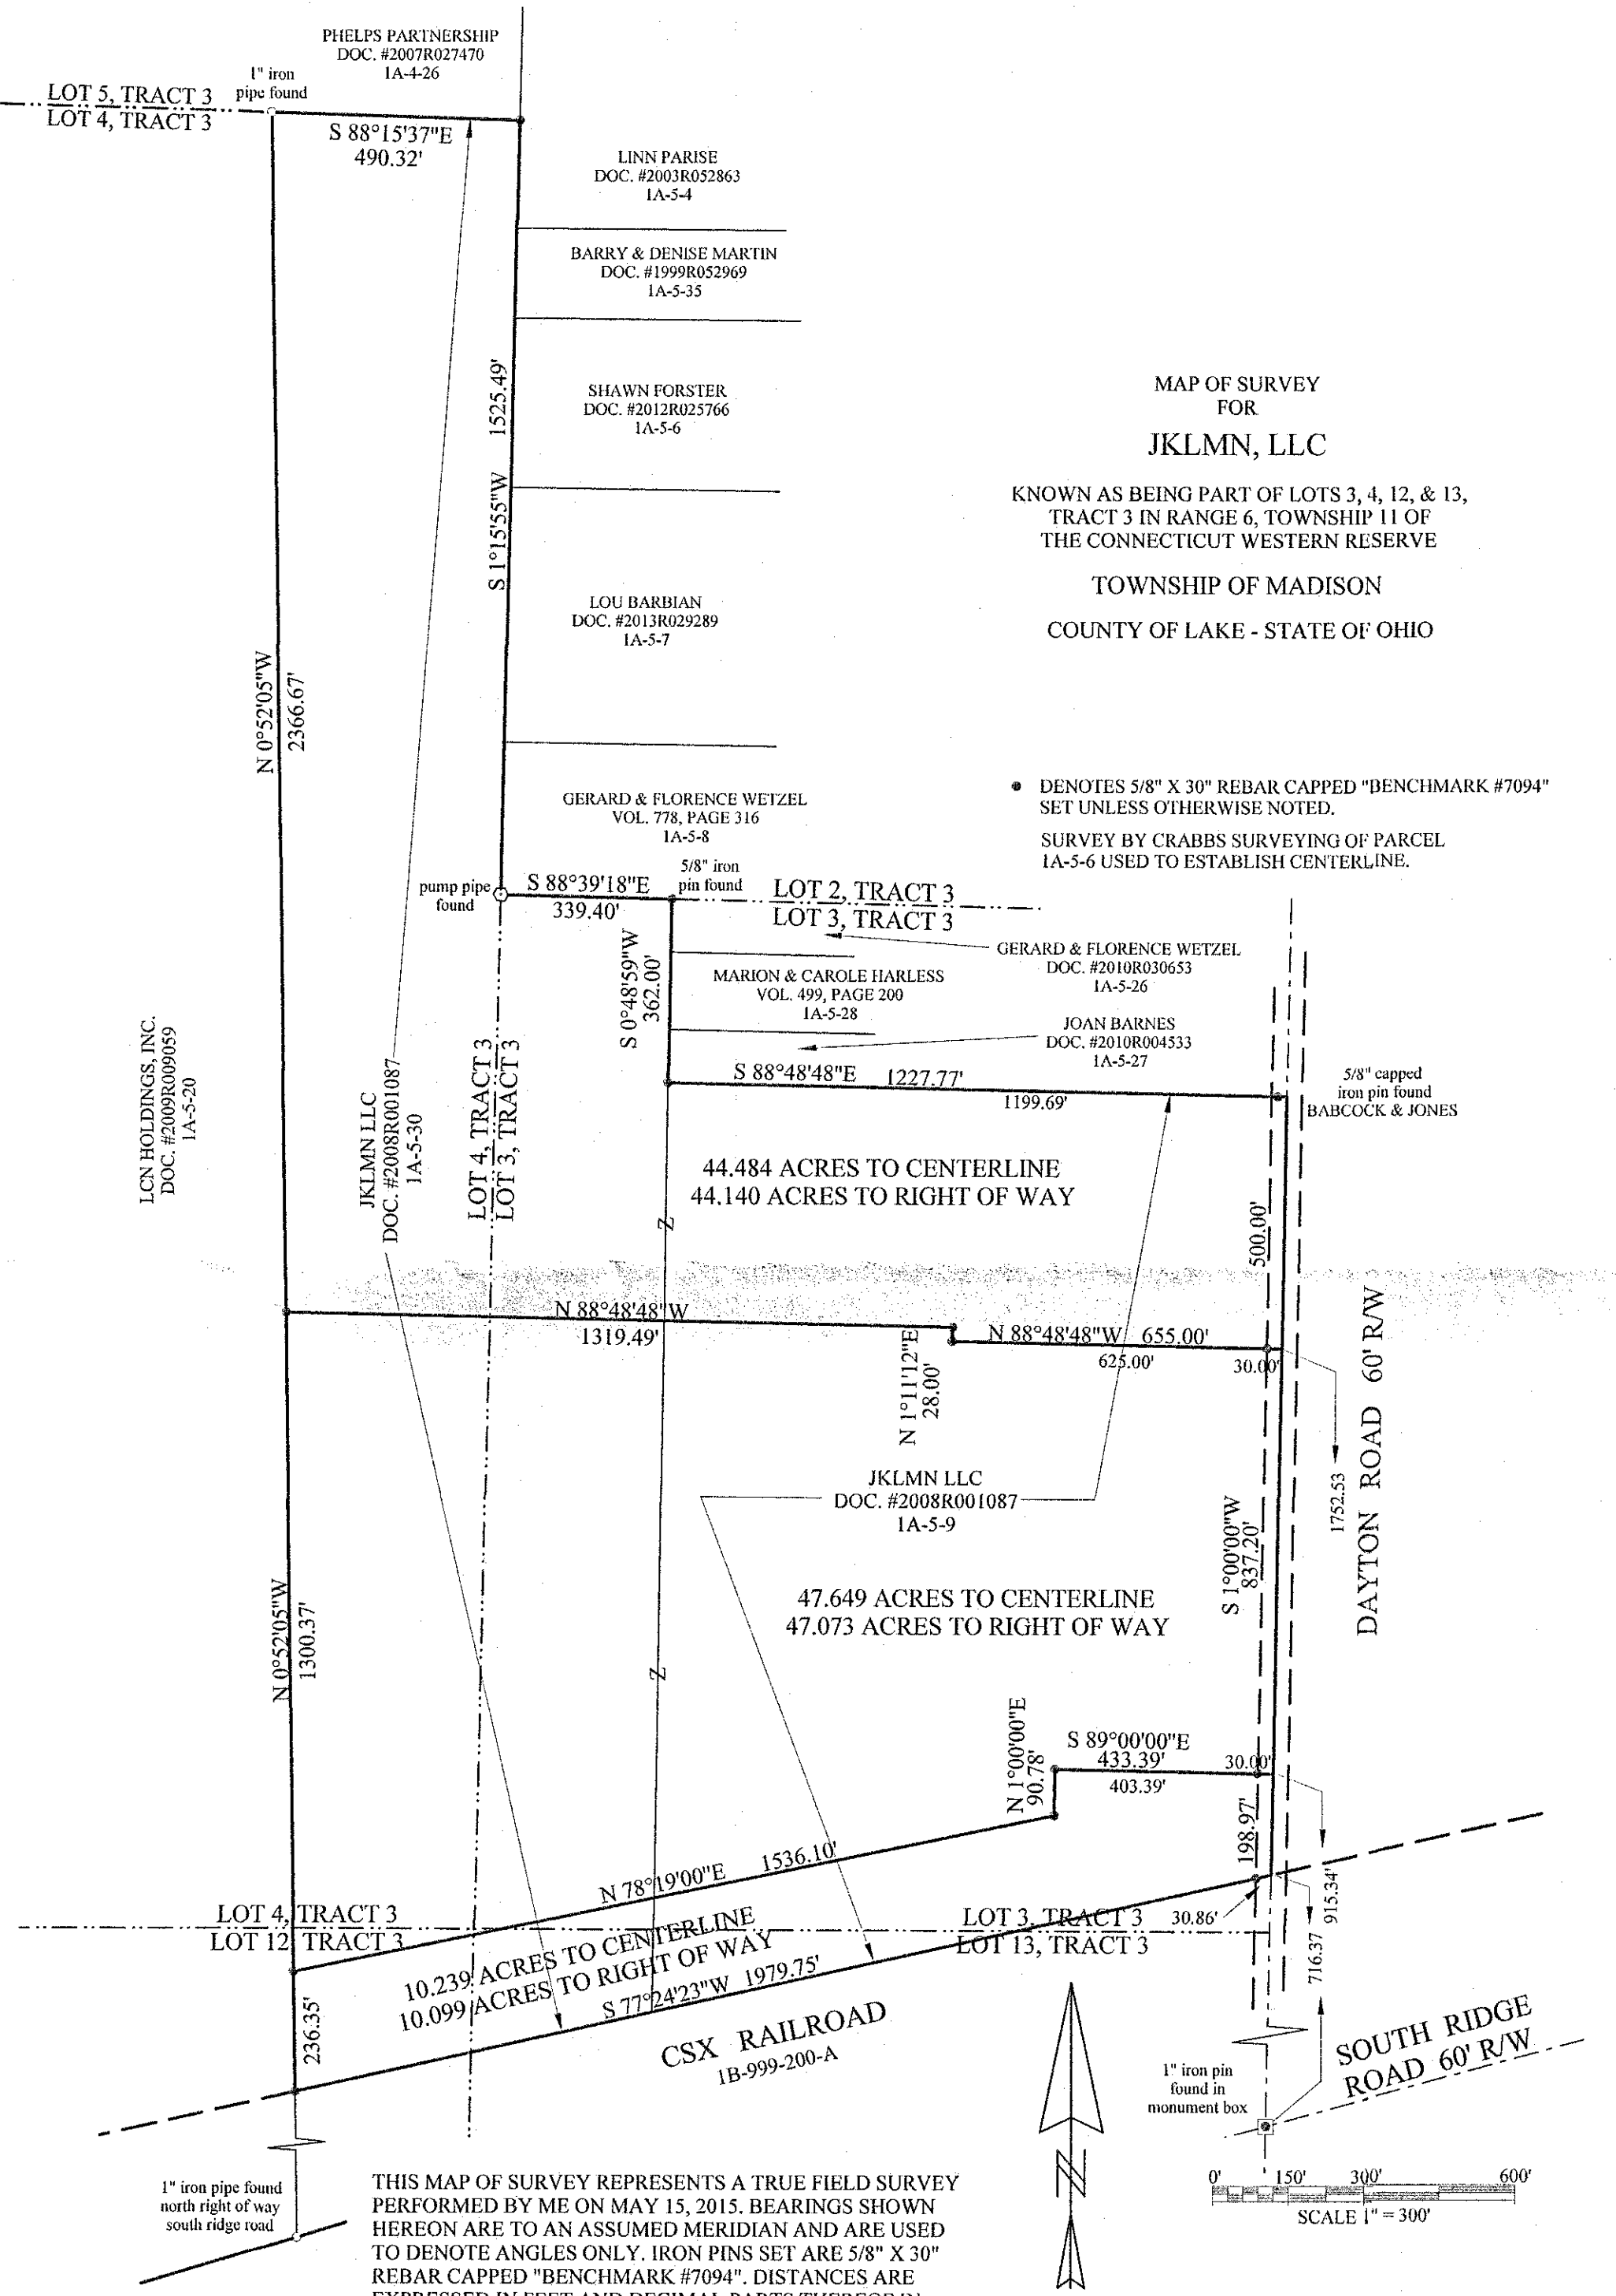 PHELPS PARTNERSHIP
DOC. #2007R027470
1A-4-26
1" iron
pipe found
LOT 5, TRACT 3
LOT 4, TRACT 3
S 88°15'37"E
490.32'
LINN PARISE
DOC. #2003R052863
1A-5-4
BARRY & DENISE MARTIN
DOC. #1999R052969
1A-5-35
SHAWN FORSTER
DOC. #2012R025766
1A-5-6
S 1°15'55"W 1525.49'
LOU BARBIAN
DOC. #2013R029289
1A-5-7
N 0°52'05"W
2366.67'
MAP OF SURVEY
FOR
JKLMN, LLC
KNOWN AS BEING PART OF LOTS 3, 4, 12, & 13,
TRACT 3 IN RANGE 6, TOWNSHIP 11 OF
THE CONNECTICUT WESTERN RESERVE
TOWNSHIP OF MADISON
COUNTY OF LAKE - STATE OF OHIO
DENOTES 5/8" X 30" REBAR CAPPED "BENCHMARK #7094"
SET UNLESS OTHERWISE NOTED.
SURVEY BY CRABBS SURVEYING OF PARCEL
1A-5-6 USED TO ESTABLISH CENTERLINE.
GERARD & FLORENCE WETZEL
VOL. 778, PAGE 316
1A-5-8
pump pipe
found
S 88°39'18"E
339.40'
5/8" iron
pin found
LOT 2, TRACT 3
LOT 3, TRACT 3
GERARD & FLORENCE WETZEL
DOC. #2010R030653
1A-5-26
S 0°48'59"W
362.00'
MARION & CAROLE HARLESS
VOL. 499, PAGE 200
1A-5-28
JOAN BARNES
DOC. #2010R004533
1A-5-27
S 88°48'48"E 1227.77'
1199.69'
5/8" capped
iron pin found
BABCOCK & JONES
LCN HOLDINGS, INC.
DOC. #2009R009059
1A-5-20
JKLMN LLC
DOC. #2008R001087
1A-5-30
LOT 4, TRACT 3
LOT 3, TRACT 3
44.484 ACRES TO CENTERLINE
44.140 ACRES TO RIGHT OF WAY
Z
500.00'
N 88°48'48"W
1319.49'
N 1°11'12"E
28.00'
N 88°48'48"W 655.00'
625.00'
30.00'
1752.53
DAYTON ROAD 60' R/W
JKLMN LLC
DOC. #2008R001087
1A-5-9
S 1°00'00"W
837.20'
47.649 ACRES TO CENTERLINE
47.073 ACRES TO RIGHT OF WAY
N 0°52'05"W
1300.37'
Z
N 1°00'00"E
90.78'
S 89°00'00"E
433.39'
403.39'
30.00'
198.97'
915.34'
N 78°19'00"E 1536.10'
LOT 4, TRACT 3
LOT 12, TRACT 3
LOT 3, TRACT 3
LOT 13, TRACT 3
30.86'
716.37
10.239 ACRES TO CENTERLINE
10.099 ACRES TO RIGHT OF WAY
S 77°24'23"W 1979.75'
236.35'
CSX RAILROAD
1B-999-200-A
SOUTH RIDGE
ROAD 60' R/W
1" iron pin
found in
monument box
N
0' 150' 300' 600'
SCALE 1" = 300'
1" iron pipe found
north right of way
south ridge road
THIS MAP OF SURVEY REPRESENTS A TRUE FIELD SURVEY
PERFORMED BY ME ON MAY 15, 2015. BEARINGS SHOWN
HEREON ARE TO AN ASSUMED MERIDIAN AND ARE USED
TO DENOTE ANGLES ONLY. IRON PINS SET ARE 5/8" X 30"
REBAR CAPPED "BENCHMARK #7094". DISTANCES ARE
EXPRESSED IN FEET AND DECIMAL PARTS THEREOF IN